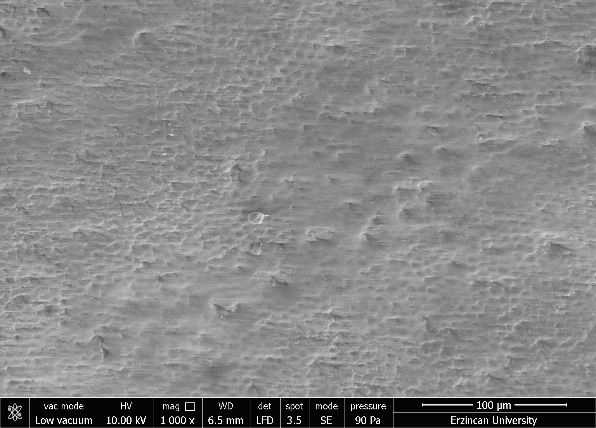 vac mode HV mag WD det spot mode pressure 100 µm
Low vacuum 10.00 kV 1 000 x 6.5 mm LFD 3.5 SE 90 Pa Erzincan University